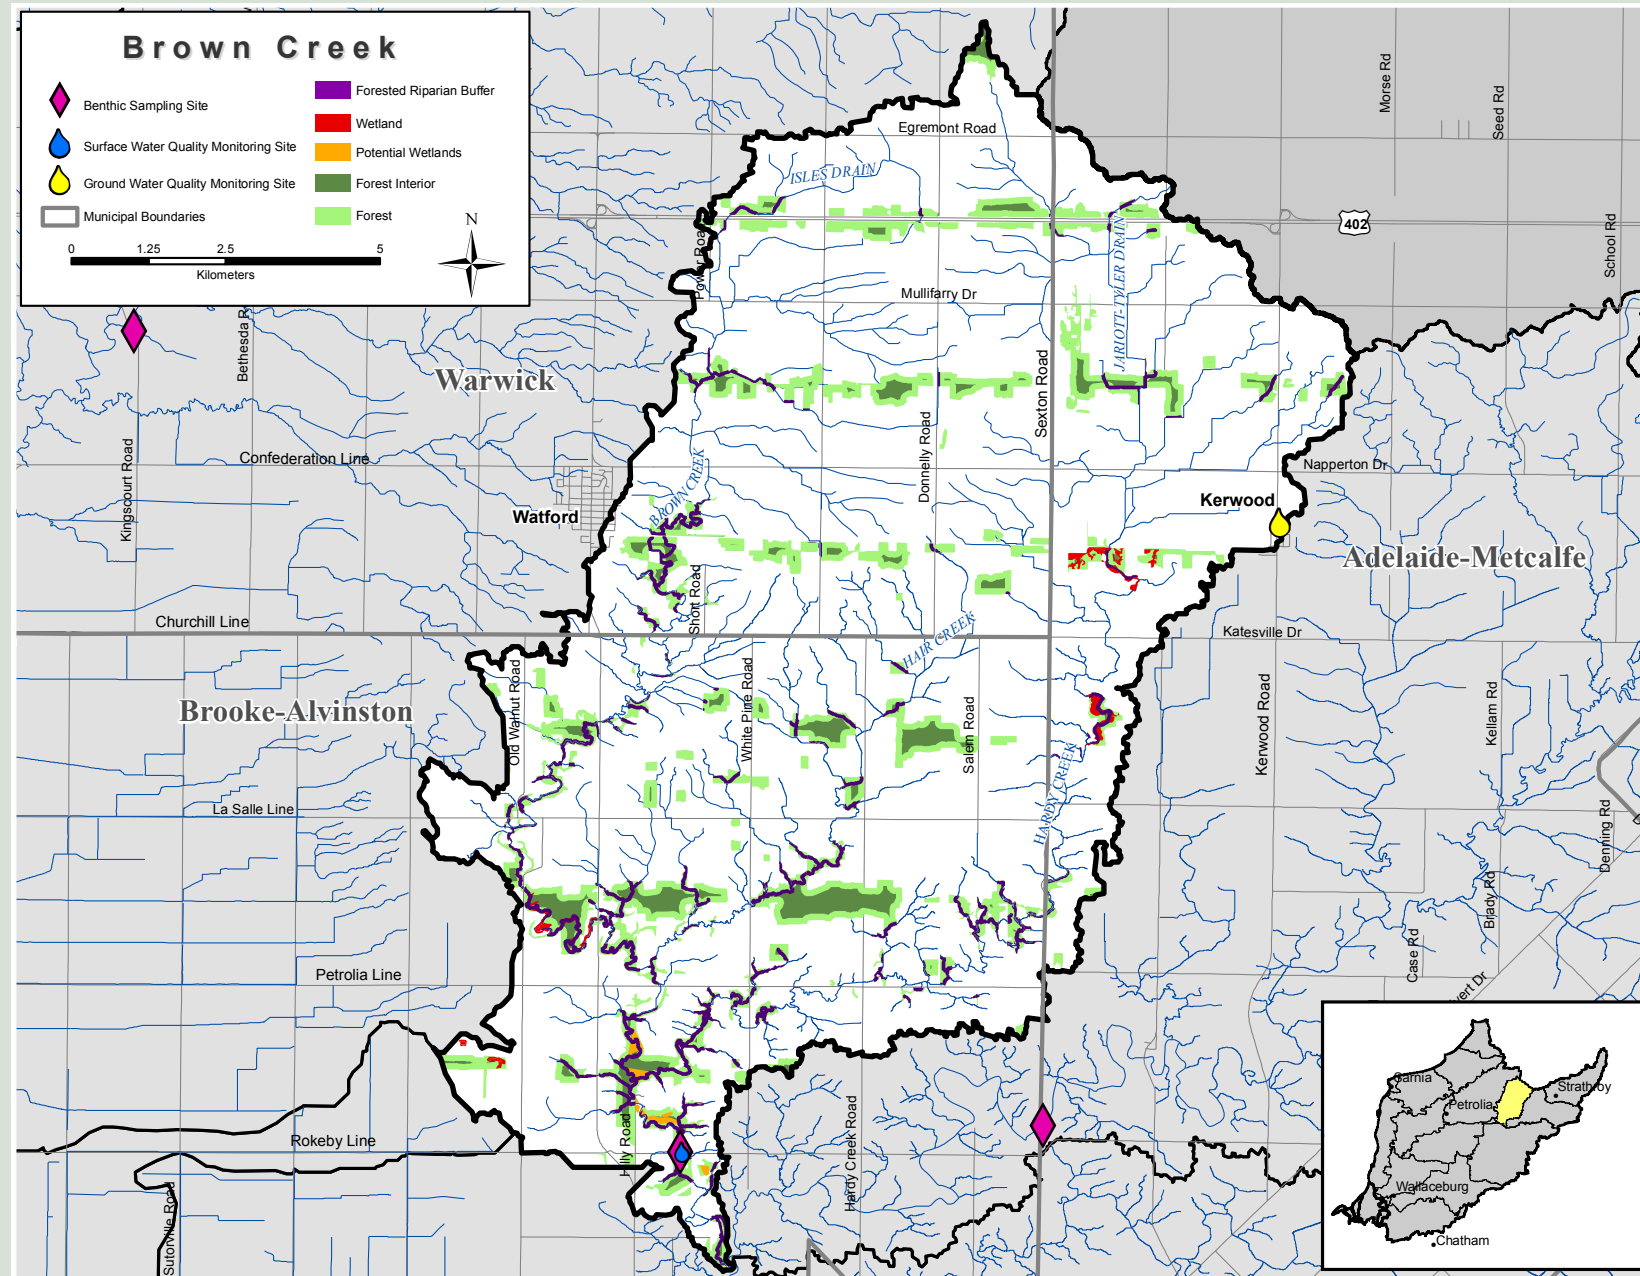 Brown Creek
Benthic Sampling Site
Surface Water Quality Monitoring Site
Ground Water Quality Monitoring Site
Municipal Boundaries
Forested Riparian Buffer
Wetland
Potential Wetlands
Forest Interior
Forest
N
0 1.25 2.5 5
Kilometers
Morse Rd
Seed Rd
School Rd
Egremont Road
ISLES DRAIN
402
Power Road
JARIOTT-TYLER DRAIN
Mullifarry Dr
Bethesda R
Warwick
Sexton Road
Donnelly Road
Kingscourt Road
Confederation Line
Napperton Dr
BROWN CREEK
Watford
Kerwood
Adelaide-Metcalfe
Short Road
Churchill Line
HAIR CREEK
Katesville Dr
Old Walnut Road
White Pine Road
Salem Road
Kerwood Road
Kellam Rd
Brooke-Alvinston
HARDY CREEK
La Salle Line
Denning Rd
Brady Rd
Case Rd
Petrolia Line
vert Dr
Hilly Road
Hardy Creek Road
Rokeby Line
Sutorville Road
Sarnia
Strathroy
Petrolia
Wallaceburg
Chatham